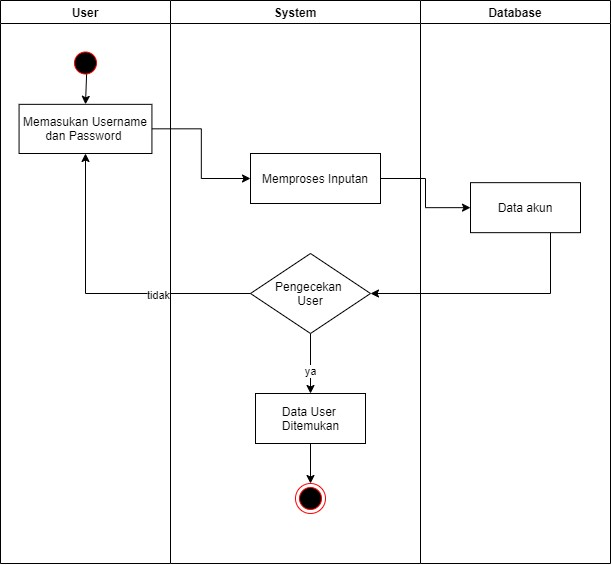 User
System
Database
Memasukan Username
dan Password
Memproses Inputan
Data akun
Pengecekan
User
tidak
ya
Data User
Ditemukan